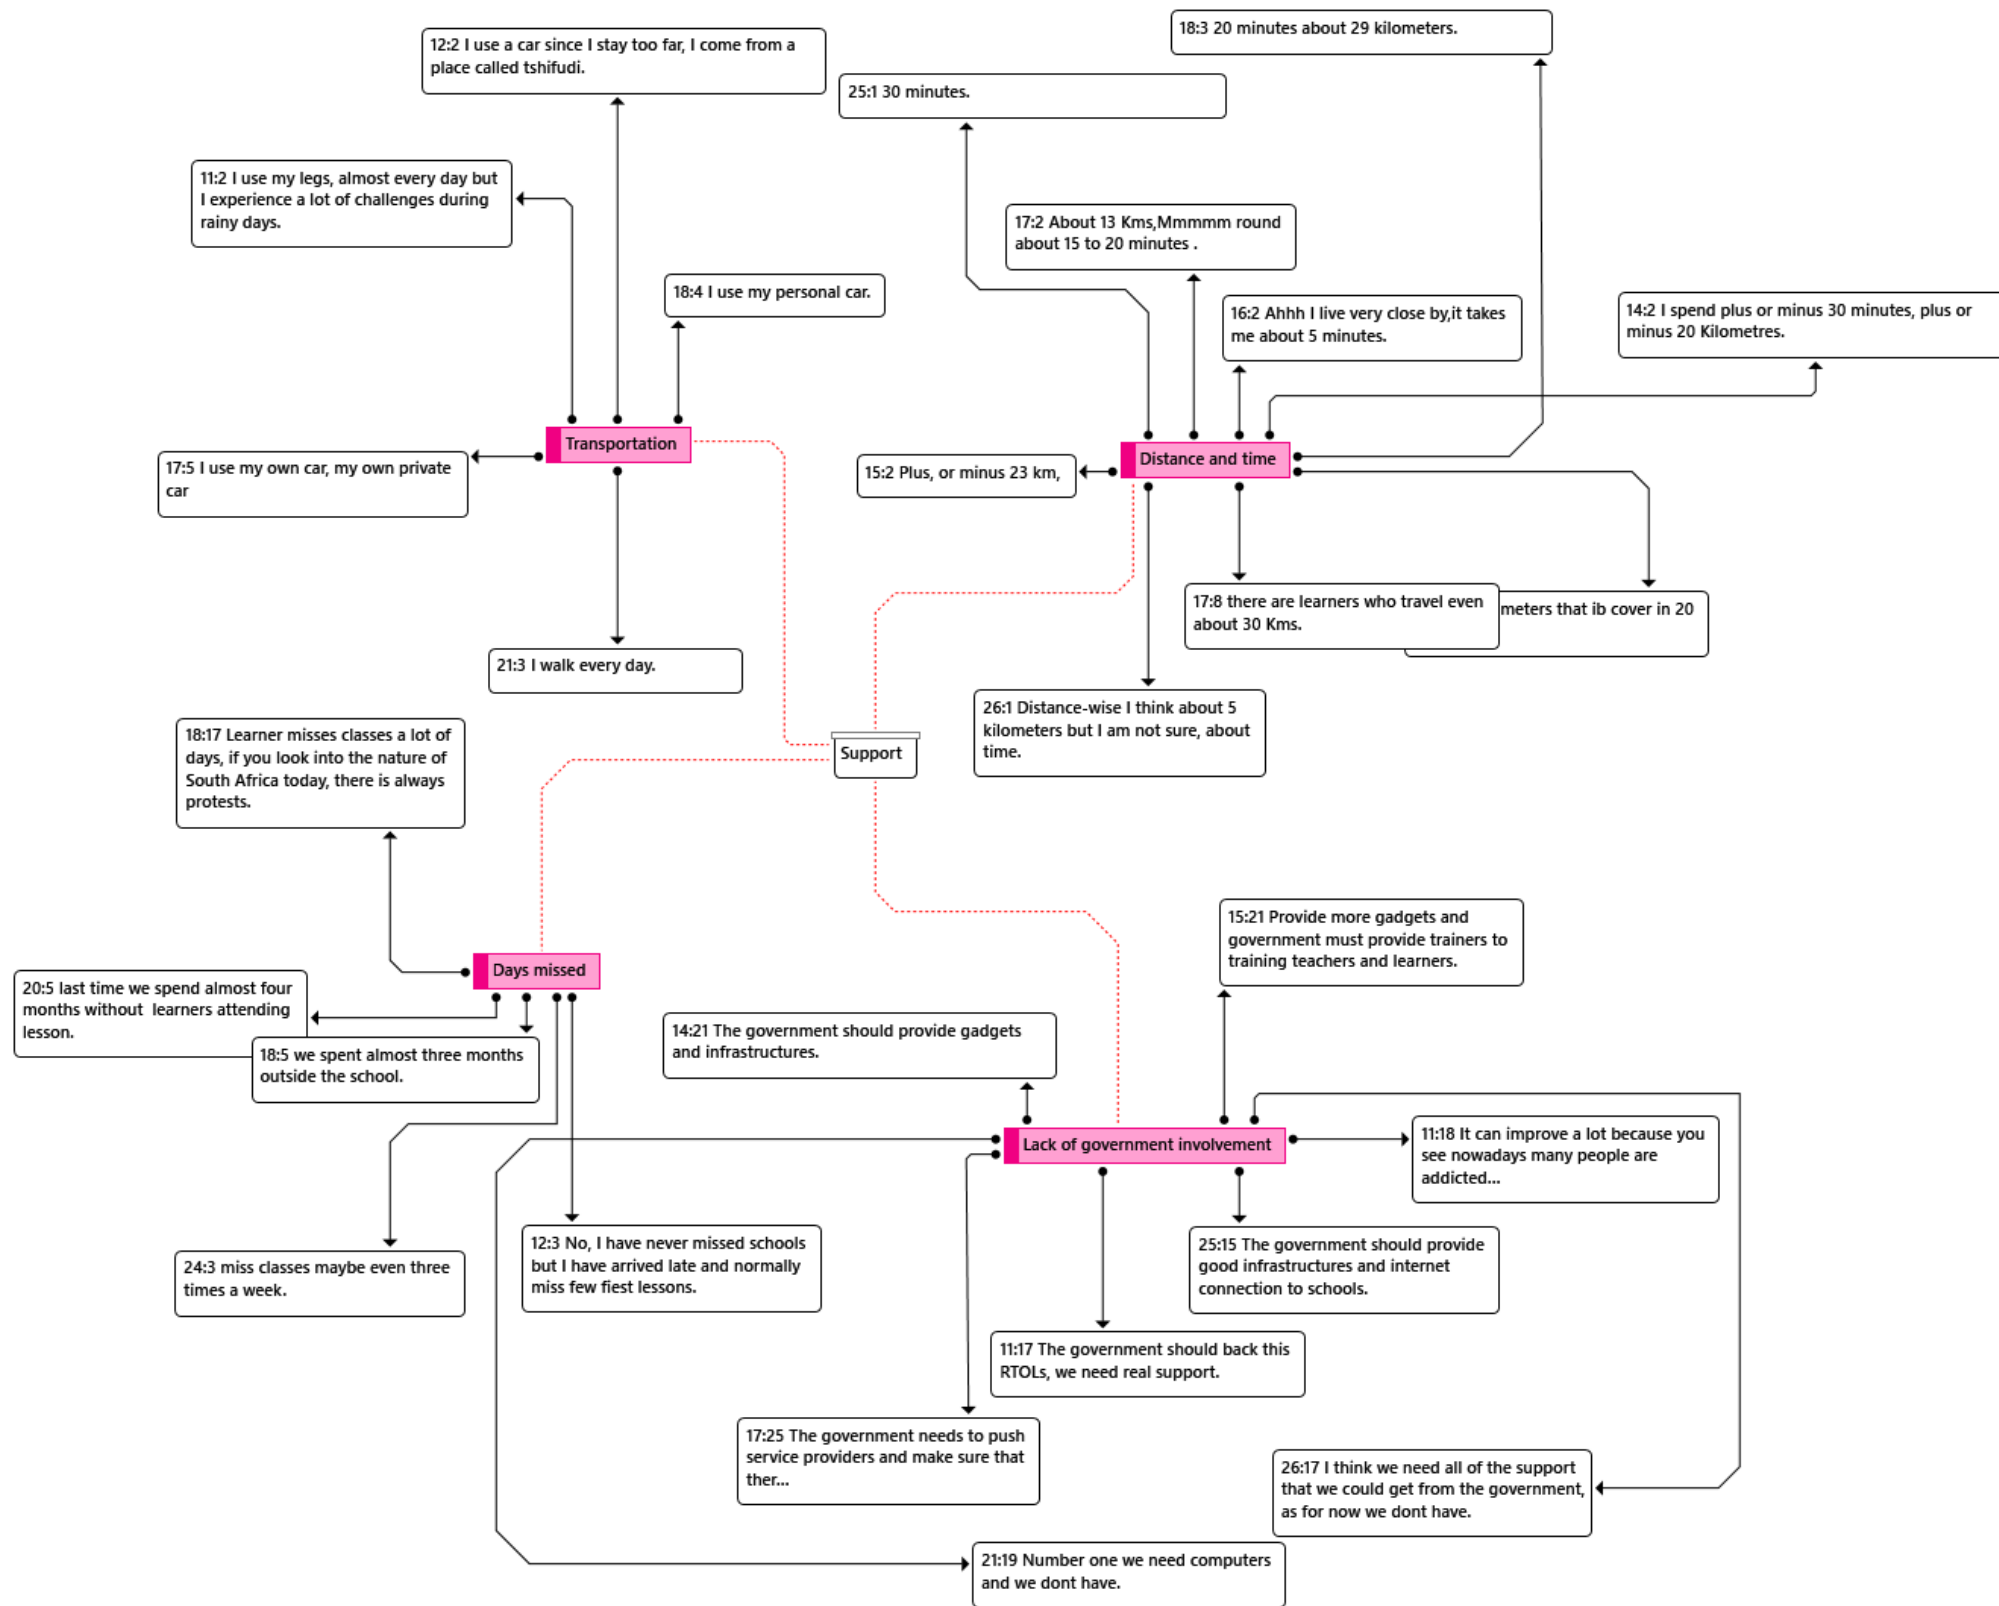 18:3 20 minutes about 29 kilometers.
12:2 I use a car since I stay too far, I come from a
place called tshifudi.
25:1 30 minutes.
11:2 I use my legs, almost every day but
I experience a lot of challenges during
rainy days.
17:2 About 13 Kms,Mmmmm round
about 15 to 20 minutes .
18:4 I use my personal car.
16:2 Ahhh I live very close by,it takes
me about 5 minutes.
14:2 I spend plus or minus 30 minutes, plus or
minus 20 Kilometres.
Transportation
Distance and time
17:5 I use my own car, my own private
car
15:2 Plus, or minus 23 km,
17:8 there are learners who travel even
about 30 Kms.
meters that ib cover in 20
21:3 I walk every day.
26:1 Distance-wise I think about 5
kilometers but I am not sure, about
time.
18:17 Learner misses classes a lot of
days, if you look into the nature of
South Africa today, there is always
protests.
Support
15:21 Provide more gadgets and
government must provide trainers to
training teachers and learners.
Days missed
20:5 last time we spend almost four
months without  learners attending
lesson.
18:5 we spent almost three months
outside the school.
14:21 The government should provide gadgets
and infrastructures.
Lack of government involvement
11:18 It can improve a lot because you
see nowadays many people are
addicted...
24:3 miss classes maybe even three
times a week.
12:3 No, I have never missed schools
but I have arrived late and normally
miss few fiest lessons.
25:15 The government should provide
good infrastructures and internet
connection to schools.
11:17 The government should back this
RTOLs, we need real support.
17:25 The government needs to push
service providers and make sure that
ther...
26:17 I think we need all of the support
that we could get from the government,
as for now we dont have.
21:19 Number one we need computers
and we dont have.